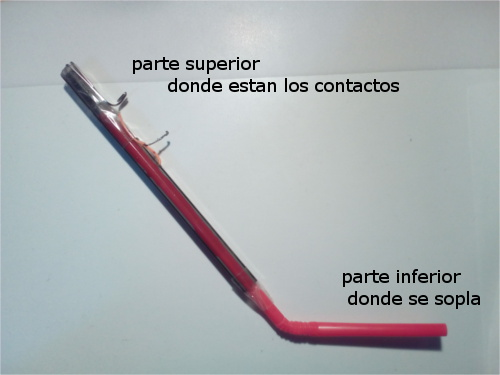 parte superior
donde estan los contactos
parte inferior
donde se sopla